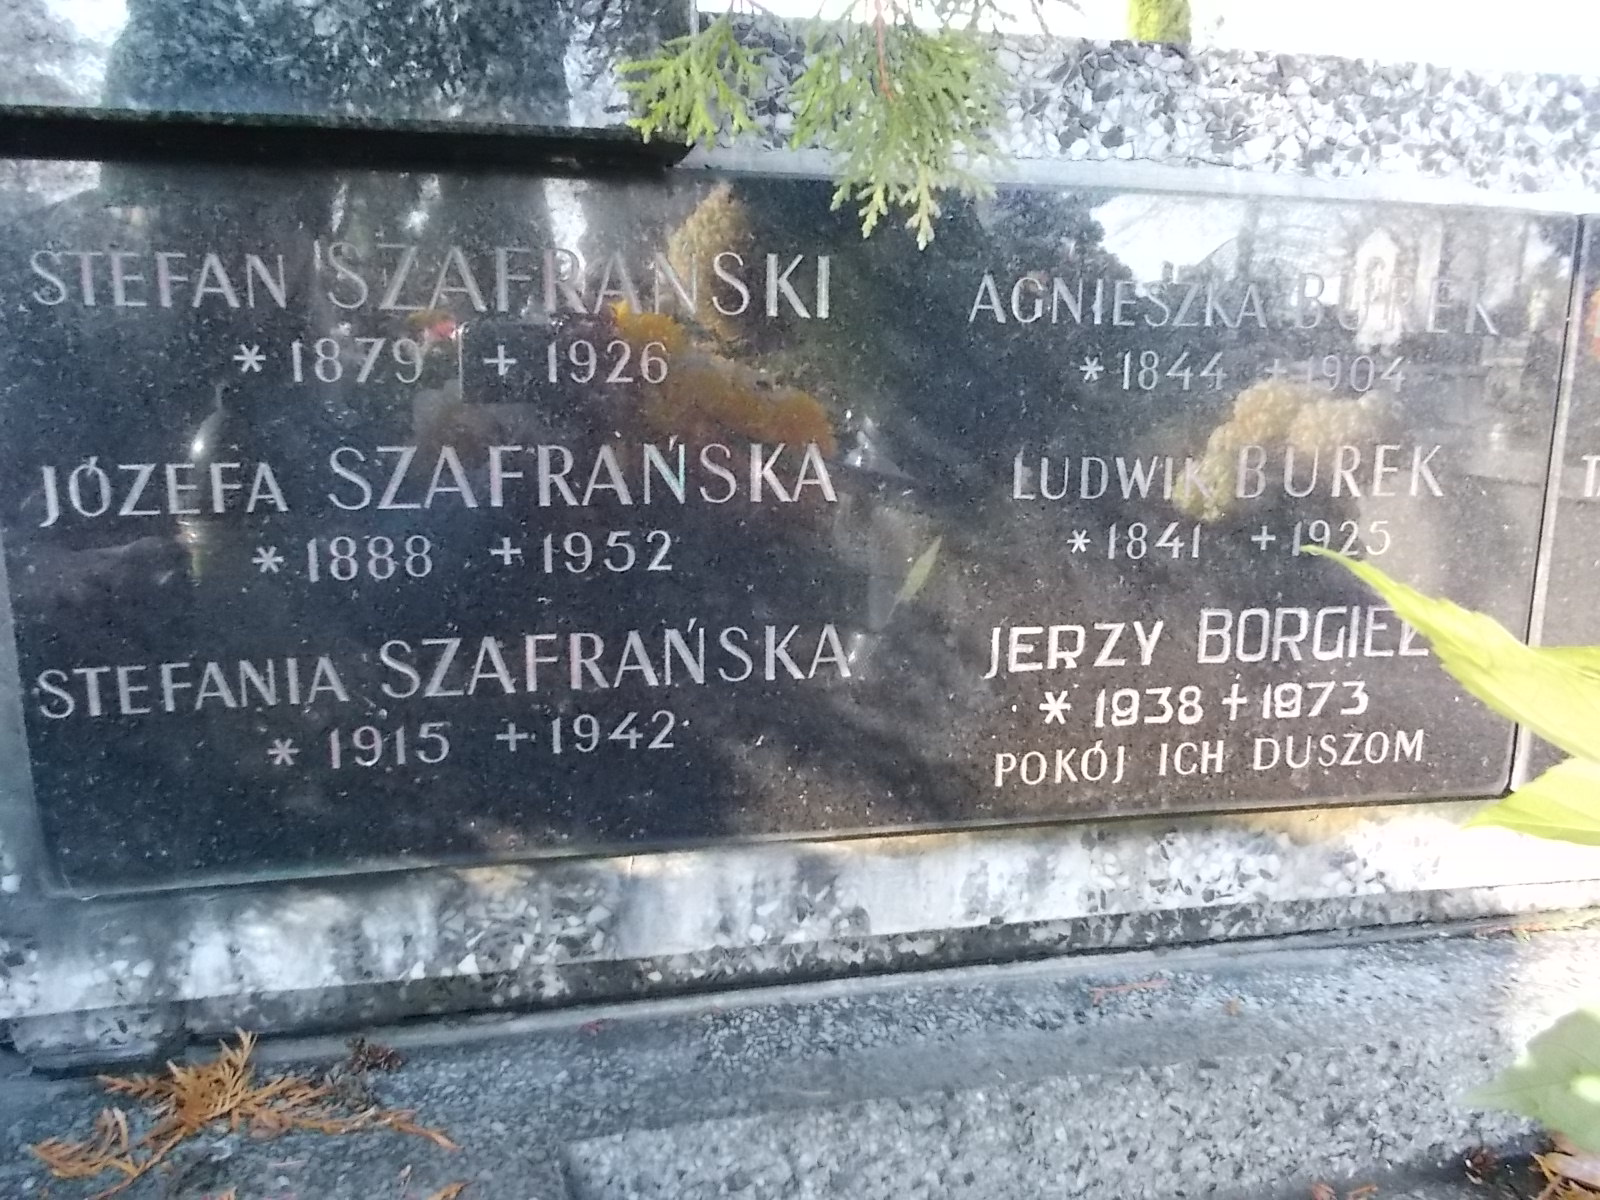 STEFAN SZAFRAŃSKI
* 1879 + 1926
JÓZEFA SZAFRAŃSKA
* 1888 + 1952
STEFANIA SZAFRAŃSKA
* 1915 + 1942
AGNIESZKA BUREK
* 1844 + 1904
LUDWIK BUREK
* 1841 + 1925
JERZY BORGIEŁ
* 1938 + 1973
POKÓJ ICH DUSZOM